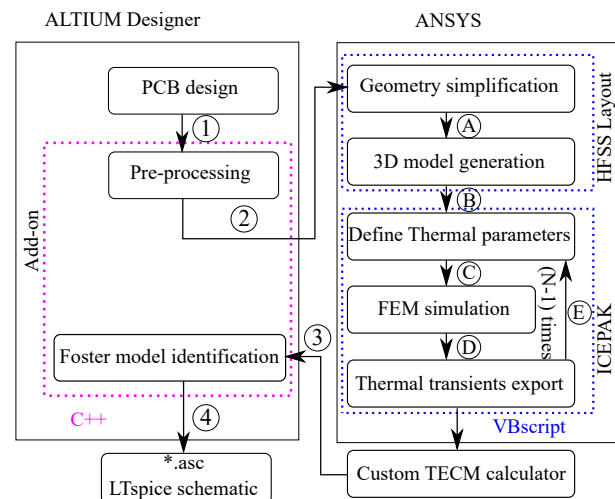 ALTIUM Designer
PCB design
1
Pre-processing
2
Add-on
Foster model identification
3
C++
4
*.asc
LTspice schematic
ANSYS
Geometry simplification
A
3D model generation
HFSS Layout
B
Define Thermal parameters
C
FEM simulation
(N-1) times
E
D
Thermal transients export
ICEPAK
VBscript
Custom TECM calculator